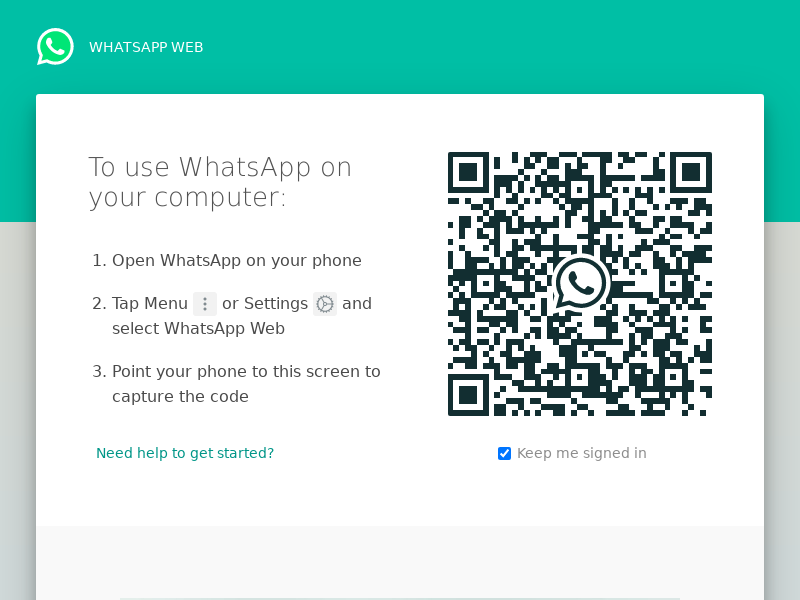 WHATSAPP WEB
To use WhatsApp on
your computer:
1. Open WhatsApp on your phone
2. Tap Menu or Settings and
select WhatsApp Web
3. Point your phone to this screen to
capture the code
Need help to get started?
Keep me signed in